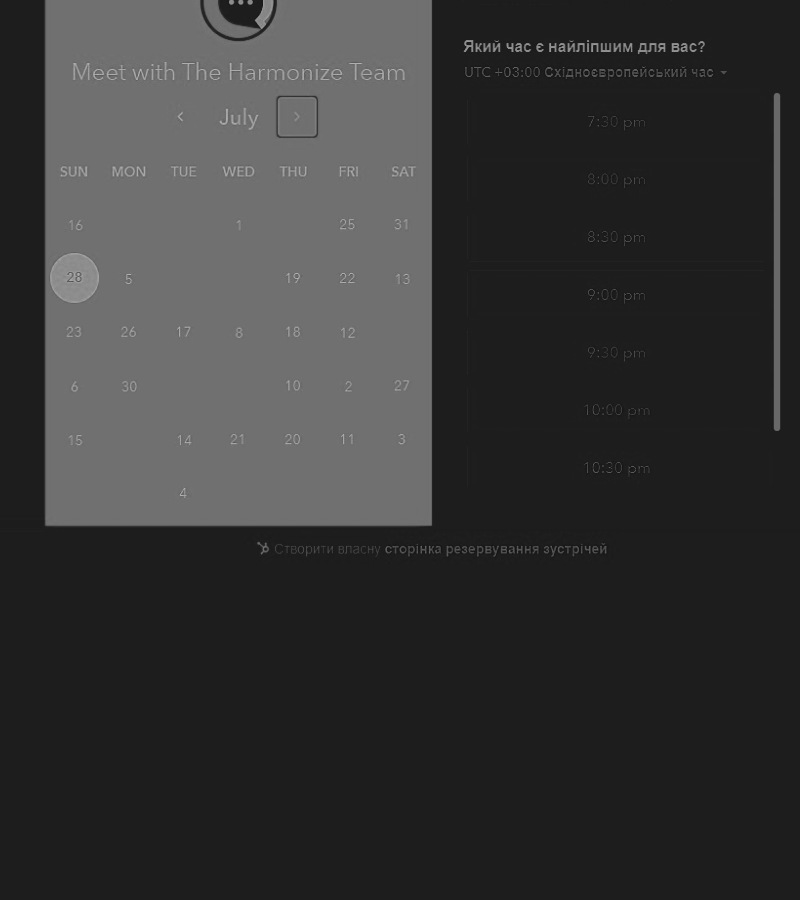 Meet with The Harmonize Team
July
SUN MON TUE WED THU FRI SAT
16 1 25 31
28 5 19 22 13
23 26 17 8 18 12
6 30 10 2 27
15 14 21 20 11 3
4
Який час є найліпшим для вас?
UTC +03:00 Східноєвропейський час
7:30 pm
8:00 pm
8:30 pm
9:00 pm
9:30 pm
10:00 pm
10:30 pm
Створити власну сторінка резервування зустрічей